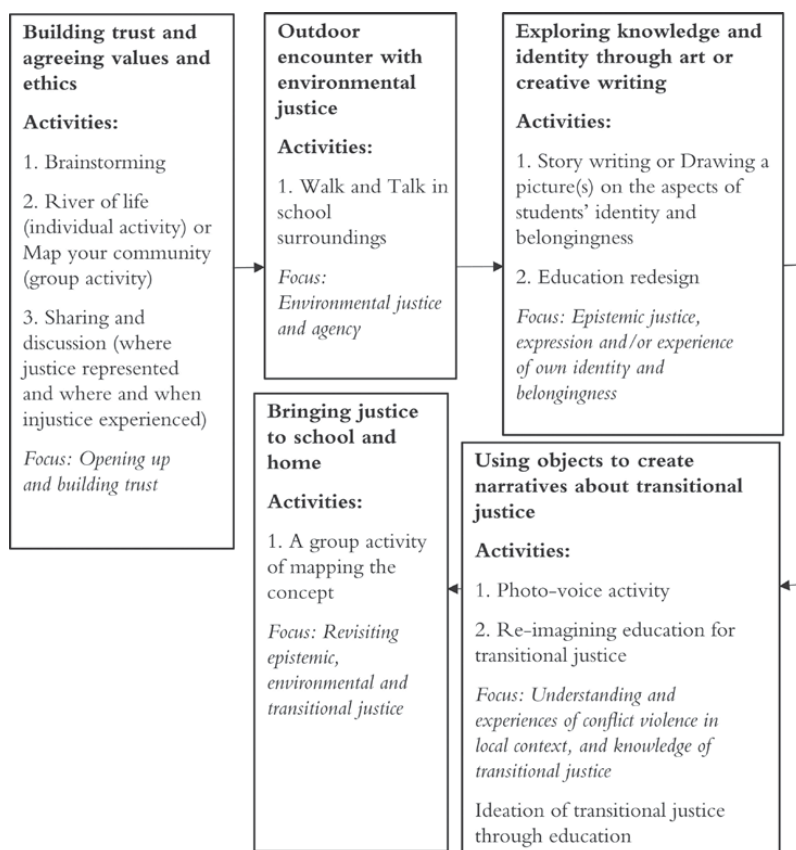 Building trust and
agreeing values and
ethics
Activities:
1. Brainstorming
2. River of life
(individual activity) or
Map your community
(group activity)
3. Sharing and
discussion (where
justice represented
and where and when
injustice experienced)
Focus: Opening up
and building trust
Outdoor
encounter with
environmental
justice
Activities:
1. Walk and Talk in
school
surroundings
Focus:
Environmental justice
and agency
Exploring knowledge and
identity through art or
creative writing
Activities:
1. Story writing or Drawing a
picture(s) on the aspects of
students’ identity and
belongingness
2. Education redesign
Focus: Epistemic justice,
expression and/or experience
of own identity and
belongingness
Using objects to create
narratives about transitional
justice
Activities:
1. Photo-voice activity
2. Re-imagining education for
transitional justice
Focus: Understanding and
experiences of conflict violence in
local context, and knowledge of
transitional justice
Ideation of transitional justice
through education
Bringing justice
to school and
home
Activities:
1. A group activity
of mapping the
concept
Focus: Revisiting
epistemic,
environmental and
transitional justice